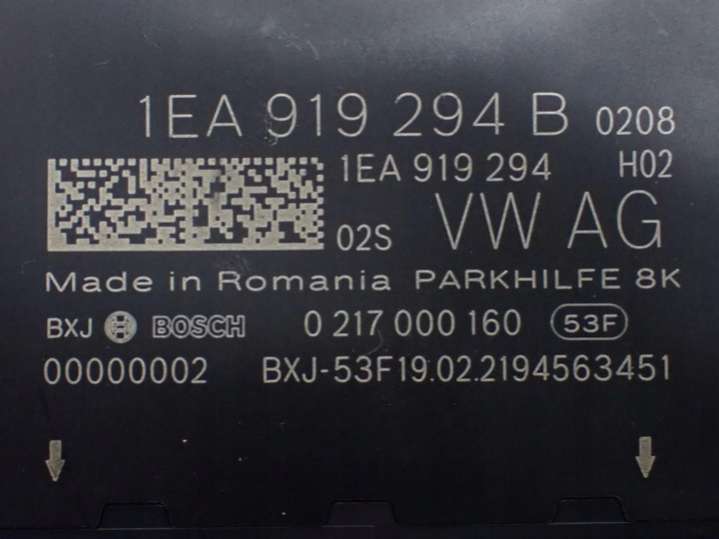 1EA 919 294 B 0208
1EA 919 294 H02
02S VW AG
Made in Romania PARKHILFE 8K
BXJ BOSCH 0 217 000 160 53F
00000002 BXJ-53F19.02.2194563451